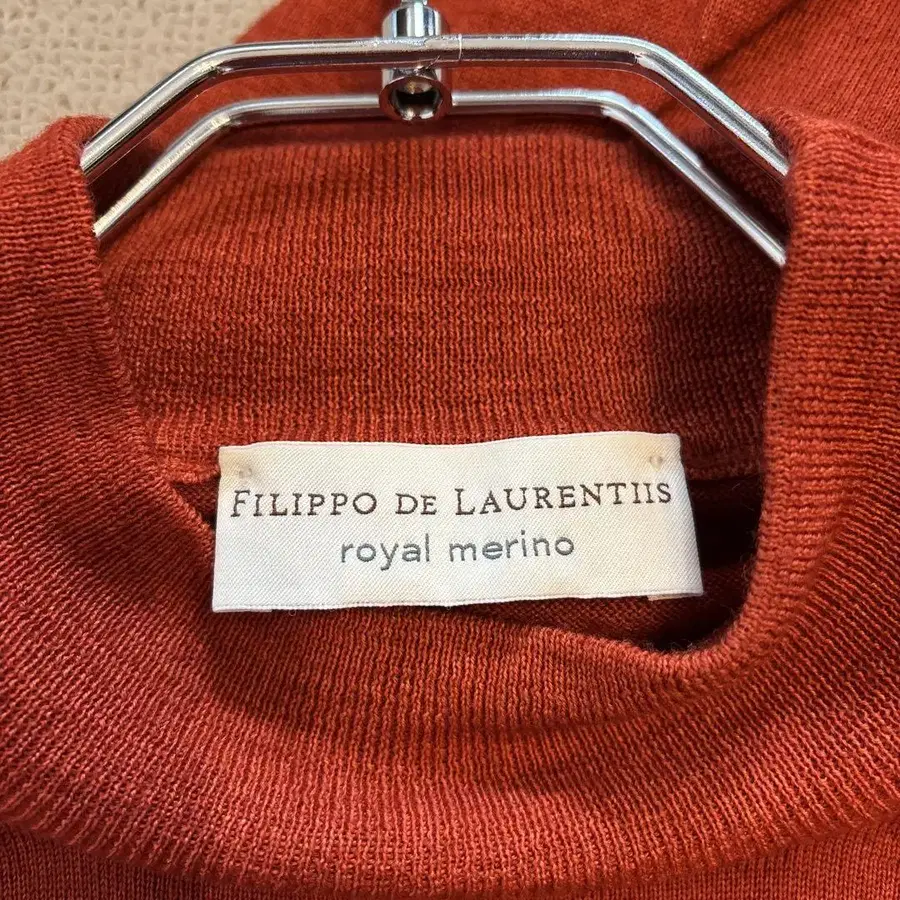 FILIPPO DE LAURENTIIS
royal merino